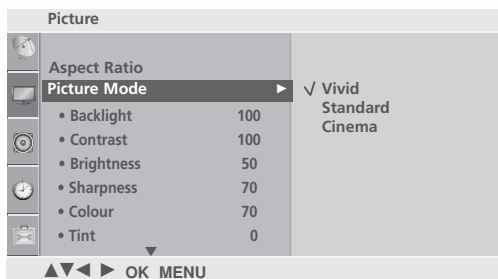 Picture
Aspect Ratio
Picture Mode ▶
• Backlight 100
• Contrast 100
• Brightness 50
• Sharpness 70
• Colour 70
• Tint 0
▼
√ Vivid
Standard
Cinema
▲▼◀ ▶ OK MENU